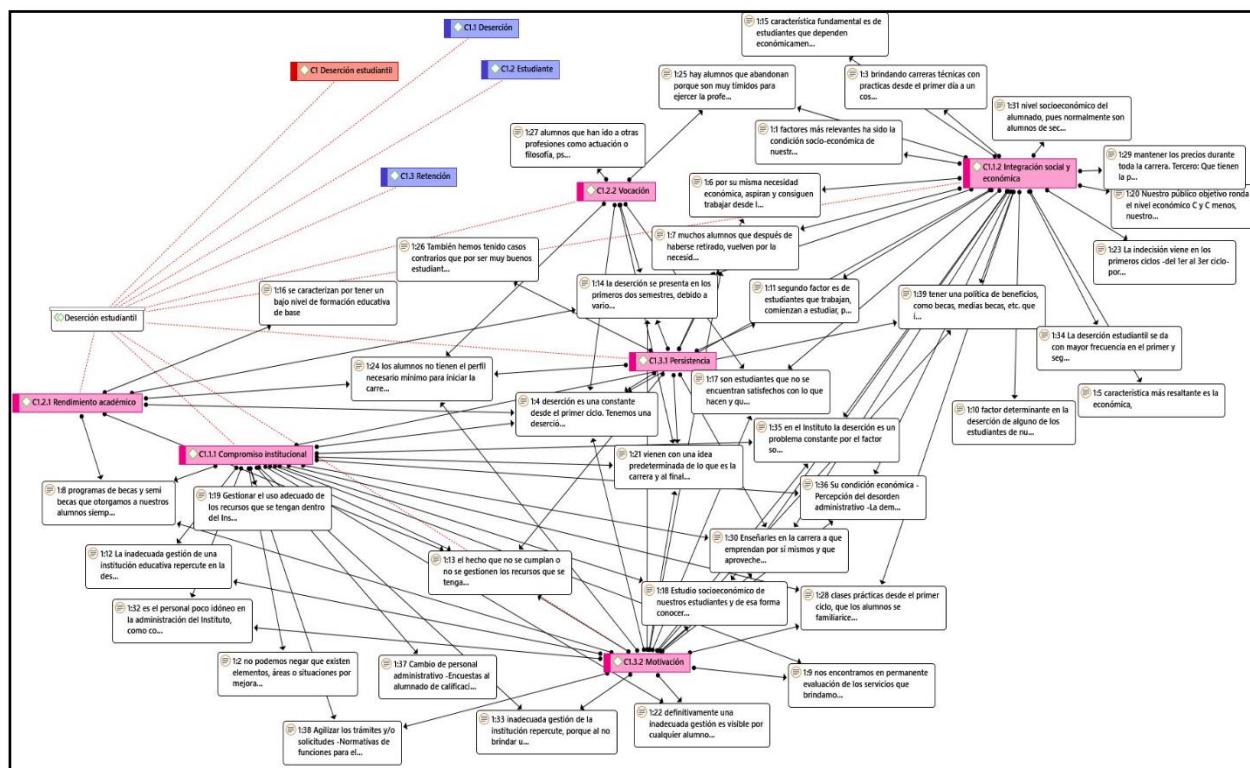 1:15 característica fundamental es de
estudiantes que dependen
económicamen...
C1.1 Deserción
C1 Deserción estudiantil
C1.2 Estudiante
1:25 hay alumnos que abandonan
porque son muy tímidos para
ejercer la profe...
1:3 brindando carreras técnicas con
practicas desde el primer día a un
cos...
1:31 nivel socioeconómico del
alumnado, pues normalmente son
alumnos de sec...
1:27 alumnos que han ido a otras
profesiones como actuación o
filosofía, ps...
1:1 factores más relevantes ha sido la
condición socio-económica de
nuestr...
C1.1.2 Integración social y
económica
1:29 mantener los precios durante
toda la carrera. Tercero: Que tienen
la p...
C1.3 Retención
C1.2.2 Vocación
1:6 por su misma necesidad
económica, aspiran y consiguen
trabajar desde l...
1:20 Nuestro público objetivo ronda
el nivel económico C y C menos,
nuestro...
1:26 También hemos tenido casos
contrarios que por ser muy buenos
estudiant...
1:7 muchos alumnos que después de
haberse retirado, vuelven por la
necesid...
1:23 La indecisión viene en los
primeros ciclos -del 1er al 3er ciclo-
por...
1:16 se caracterizan por tener un
bajo nivel de formación educativa
de base
1:14 la deserción se presenta en los
primeros dos semestres, debido a
vario...
1:11 segundo factor es de
estudiantes que trabajan,
comienzan a estudiar, p...
1:39 tener una política de beneficios,
como becas, medias becas, etc. que
i...
Deserción estudiantil
1:34 La deserción estudiantil se da
con mayor frecuencia en el primer y
seg...
C1.3.1 Persistencia
1:24 los alumnos no tienen el perfil
necesario mínimo para iniciar la
carre...
1:17 son estudiantes que no se
encuentran satisfechos con lo que
hacen y qu...
1:5 característica más resaltante es la
económica,
C1.2.1 Rendimiento académico
1:4 deserción es una constante
desde el primer ciclo. Tenemos una
deserció...
1:10 factor determinante en la
deserción de alguno de los
estudiantes de nu...
1:35 en el Instituto la deserción es un
problema constante por el factor
so...
C1.1.1 Compromiso institucional
1:21 vienen con una idea
predeterminada de lo que es la
carrera y al final...
1:8 programas de becas y semi
becas que otorgamos a nuestros
alumnos siemp...
1:19 Gestionar el uso adecuado de
los recursos que se tengan dentro
del Ins...
1:36 Su condición económica -
Percepción del desorden
administrativo -La dem...
1:12 La inadecuada gestión de una
institución educativa repercute en la
des...
1:13 el hecho que no se cumplan o
no se gestionen los recursos que se
tenga...
1:30 Enseñarles en la carrera a que
emprendan por sí mismos y que
aproveche...
1:18 Estudio socioeconómico de
nuestros estudiantes y de esa forma
conocer...
1:28 clases prácticas desde el primer
ciclo, que los alumnos se
familiarice...
1:32 es el personal poco idóneo en
la administración del Instituto,
como co...
1:2 no podemos negar que existen
elementos, áreas o situaciones por
mejora...
1:37 Cambio de personal
administrativo -Encuestas al
alumnado de calificaci...
C1.3.2 Motivación
1:9 nos encontramos en permanente
evaluación de los servicios que
brindamo...
1:38 Agilizar los trámites y/o
solicitudes -Normativas de
funciones para el...
1:33 inadecuada gestión de la
institución repercute, porque al no
brindar u...
1:22 definitivamente una
inadecuada gestión es visible por
cualquier alumno...